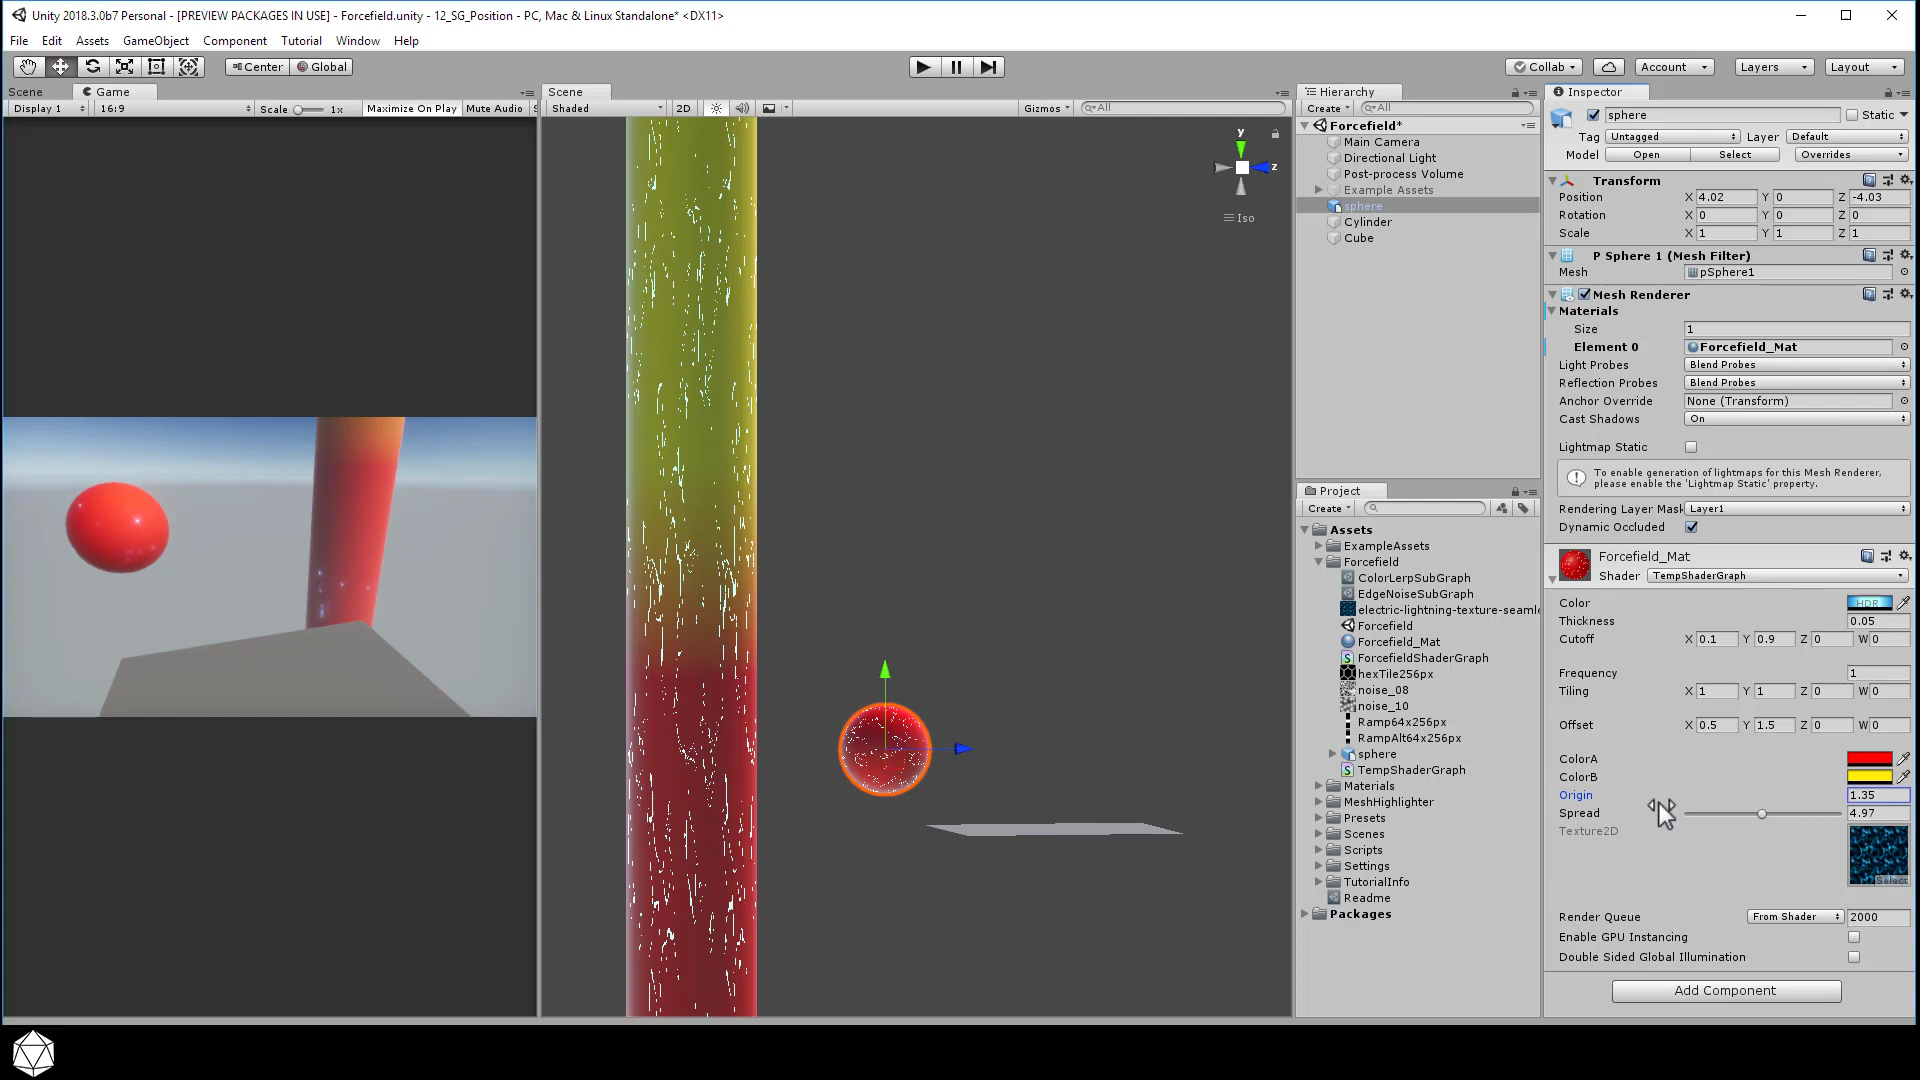 Unity 2018.3.0b7 Personal - [PREVIEW PACKAGES IN USE] - Forcefield.unity - 12_SG_Position - PC, Mac & Linux Standalone* <DX11>
File Edit Assets GameObject Component Tutorial Window Help
Center Global Collab Account Layers Layout
Scene Game
Display 1 16:9 Scale 1x Maximize On Play Mute Audio S
Scene
Shaded 2D Gizmos All
y
z
Iso
Hierarchy
Create All
Forcefield*
Main Camera
Directional Light
Post-process Volume
Example Assets
sphere
Cylinder
Cube
Project
Create
Assets
ExampleAssets
Forcefield
ColorLerpSubGraph
EdgeNoiseSubGraph
electric-lightning-texture-seamle
Forcefield
Forcefield_Mat
ForcefieldShaderGraph
hexTile256px
noise_08
noise_10
Ramp64x256px
RampAlt64x256px
sphere
TempShaderGraph
Materials
MeshHighlighter
Presets
Scenes
Scripts
Settings
TutorialInfo
Readme
Packages
Inspector
sphere Static
Tag Untagged Layer Default
Model Open Select Overrides
Transform
Position X 4.02 Y 0 Z -4.03
Rotation X 0 Y 0 Z 0
Scale X 1 Y 1 Z 1
P Sphere 1 (Mesh Filter)
Mesh pSphere1
Mesh Renderer
Materials
Size 1
Element 0 Forcefield_Mat
Light Probes Blend Probes
Reflection Probes Blend Probes
Anchor Override None (Transform)
Cast Shadows On
Lightmap Static
To enable generation of lightmaps for this Mesh Renderer,
please enable the 'Lightmap Static' property.
Rendering Layer Mask Layer1
Dynamic Occluded
Forcefield_Mat
Shader TempShaderGraph
Color HDR
Thickness 0.05
Cutoff X 0.1 Y 0.9 Z 0 W 0
Frequency 1
Tiling X 1 Y 1 Z 0 W 0
Offset X 0.5 Y 1.5 Z 0 W 0
ColorA
ColorB
Origin 1.35
Spread 4.97
Texture2D
Select
Render Queue From Shader 2000
Enable GPU Instancing
Double Sided Global Illumination
Add Component